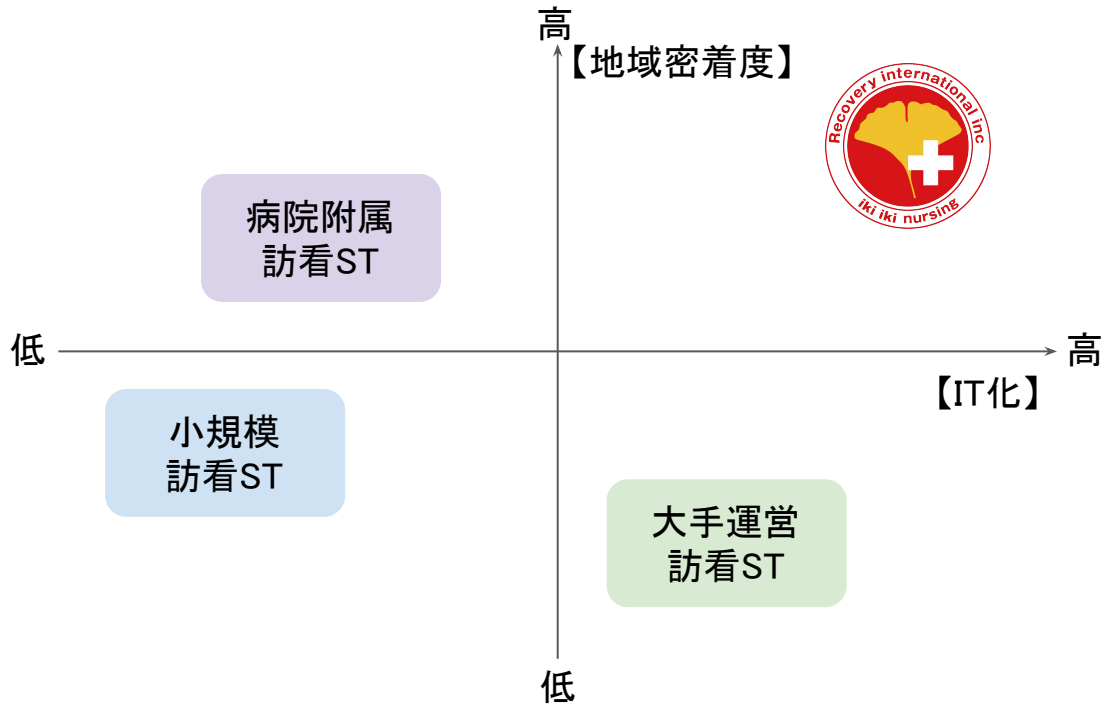 高
【地域密着度】
Recovery international inc
iki iki nursing
病院附属
訪看ST
低
高
【IT化】
小規模
訪看ST
大手運営
訪看ST
低